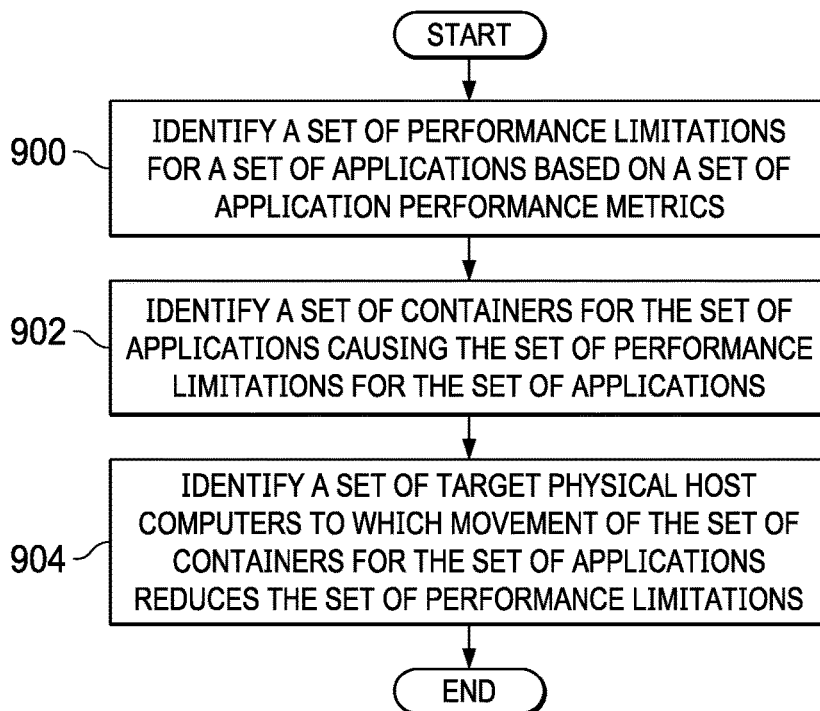 START
900
IDENTIFY A SET OF PERFORMANCE LIMITATIONS
FOR A SET OF APPLICATIONS BASED ON A SET OF
APPLICATION PERFORMANCE METRICS
902
IDENTIFY A SET OF CONTAINERS FOR THE SET OF
APPLICATIONS CAUSING THE SET OF PERFORMANCE
LIMITATIONS FOR THE SET OF APPLICATIONS
904
IDENTIFY A SET OF TARGET PHYSICAL HOST
COMPUTERS TO WHICH MOVEMENT OF THE SET OF
CONTAINERS FOR THE SET OF APPLICATIONS
REDUCES THE SET OF PERFORMANCE LIMITATIONS
END